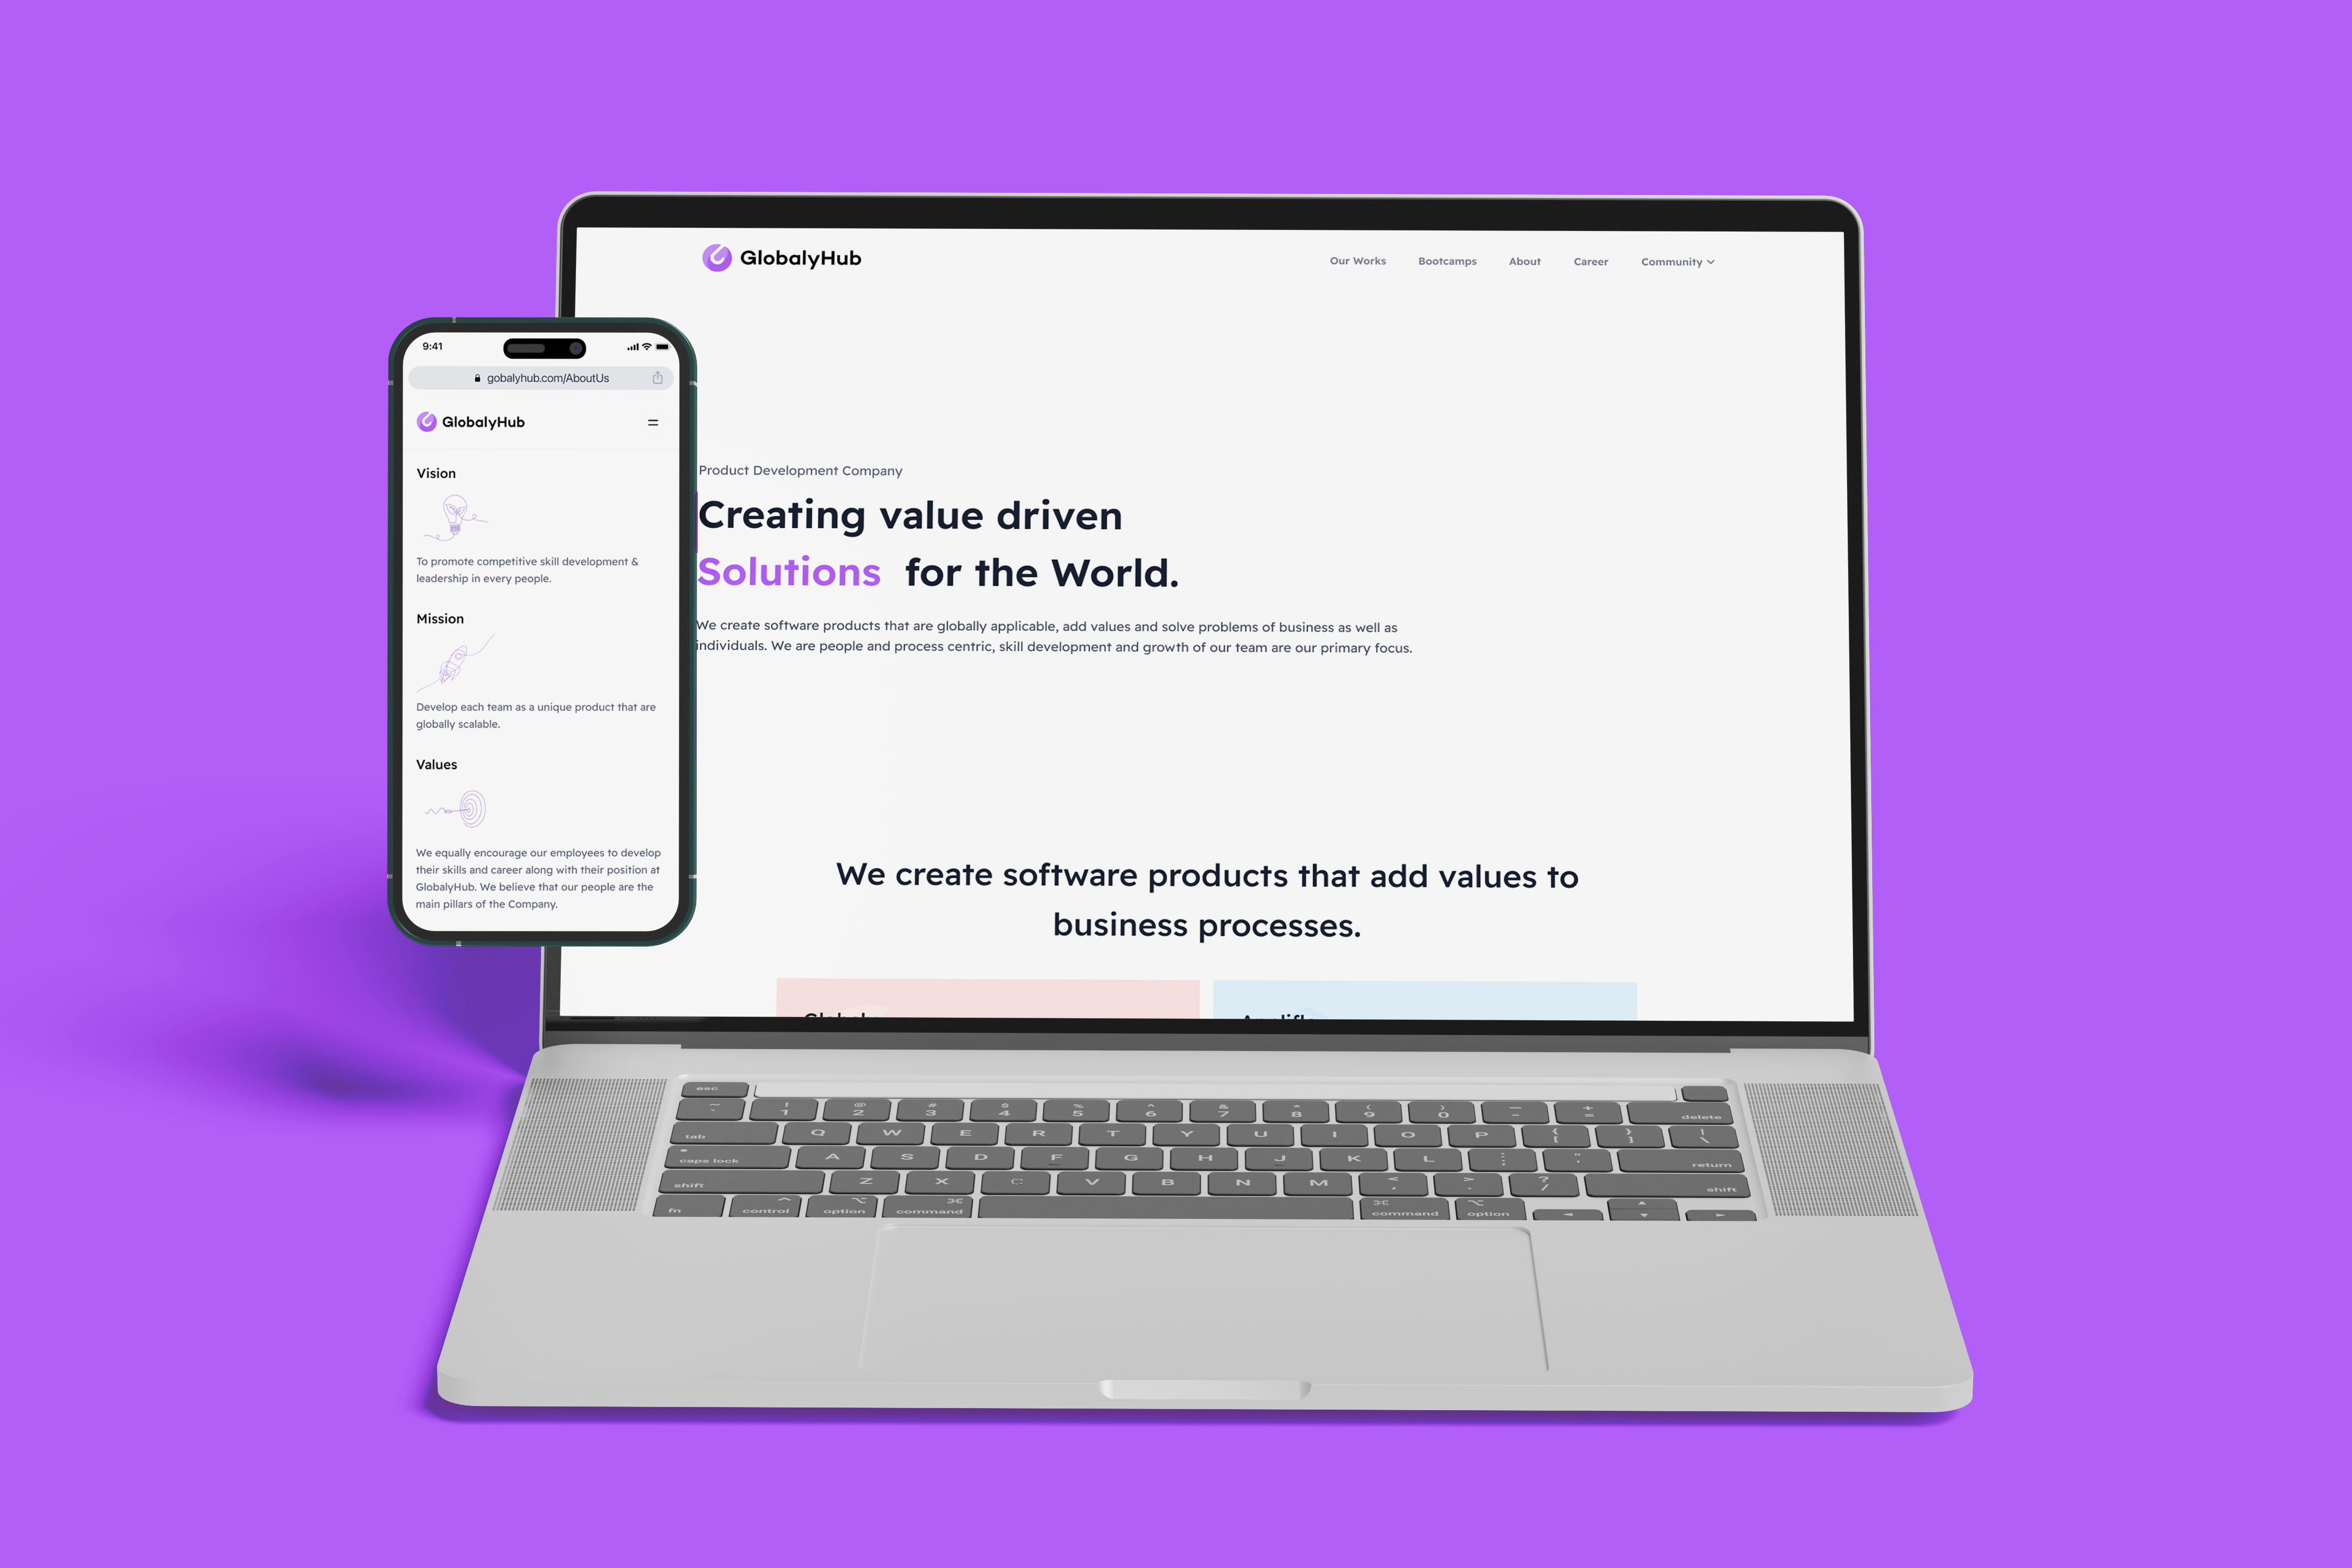 GlobalyHub
Our Works
Bootcamps
About
Career
Community
9:41
gobalyhub.com/AboutUs
GlobalyHub
Vision
To promote competitive skill development &
leadership in every people.
Mission
Develop each team as a unique product that are
globally scalable.
Values
We equally encourage our employees to develop
their skills and career along with their position at
GlobalyHub. We believe that our people are the
main pillars of the Company.
Product Development Company
Creating value driven
Solutions for the World.
We create software products that are globally applicable, add values and solve problems of business as well as
individuals. We are people and process centric, skill development and growth of our team are our primary focus.
We create software products that add values to
business processes.
esc
~ ! @ # $ % ^ & * ( ) — +
` 1 2 3 4 5 6 7 8 9 0 - = delete
tab Q W E R T Y U I O P { [ } ] | \
caps lock A S D F G H J K L : ; " ' return
shift Z X C V B N M < , > . ? / shift
fn control option command command option